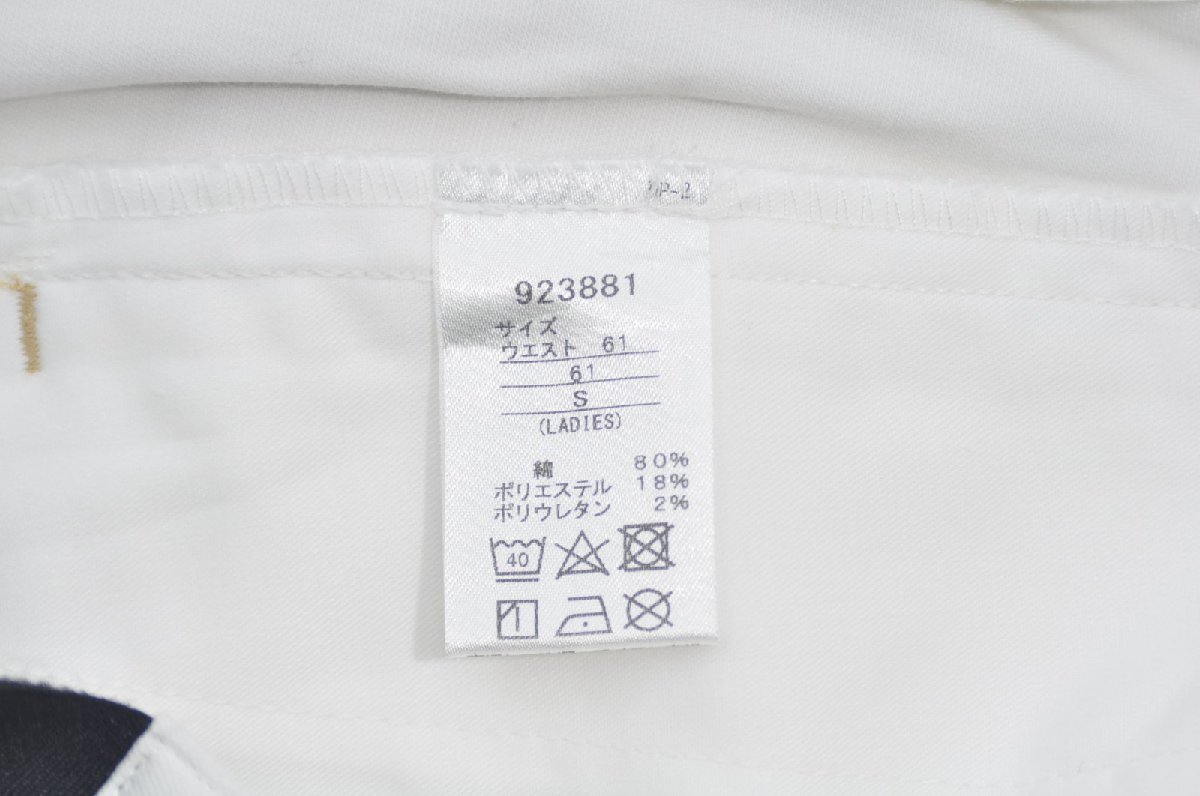 923881
サイズ
ウエスト 61
61
S
(LADIES)
綿 80%
ポリエステル 18%
ポリウレタン 2%
40